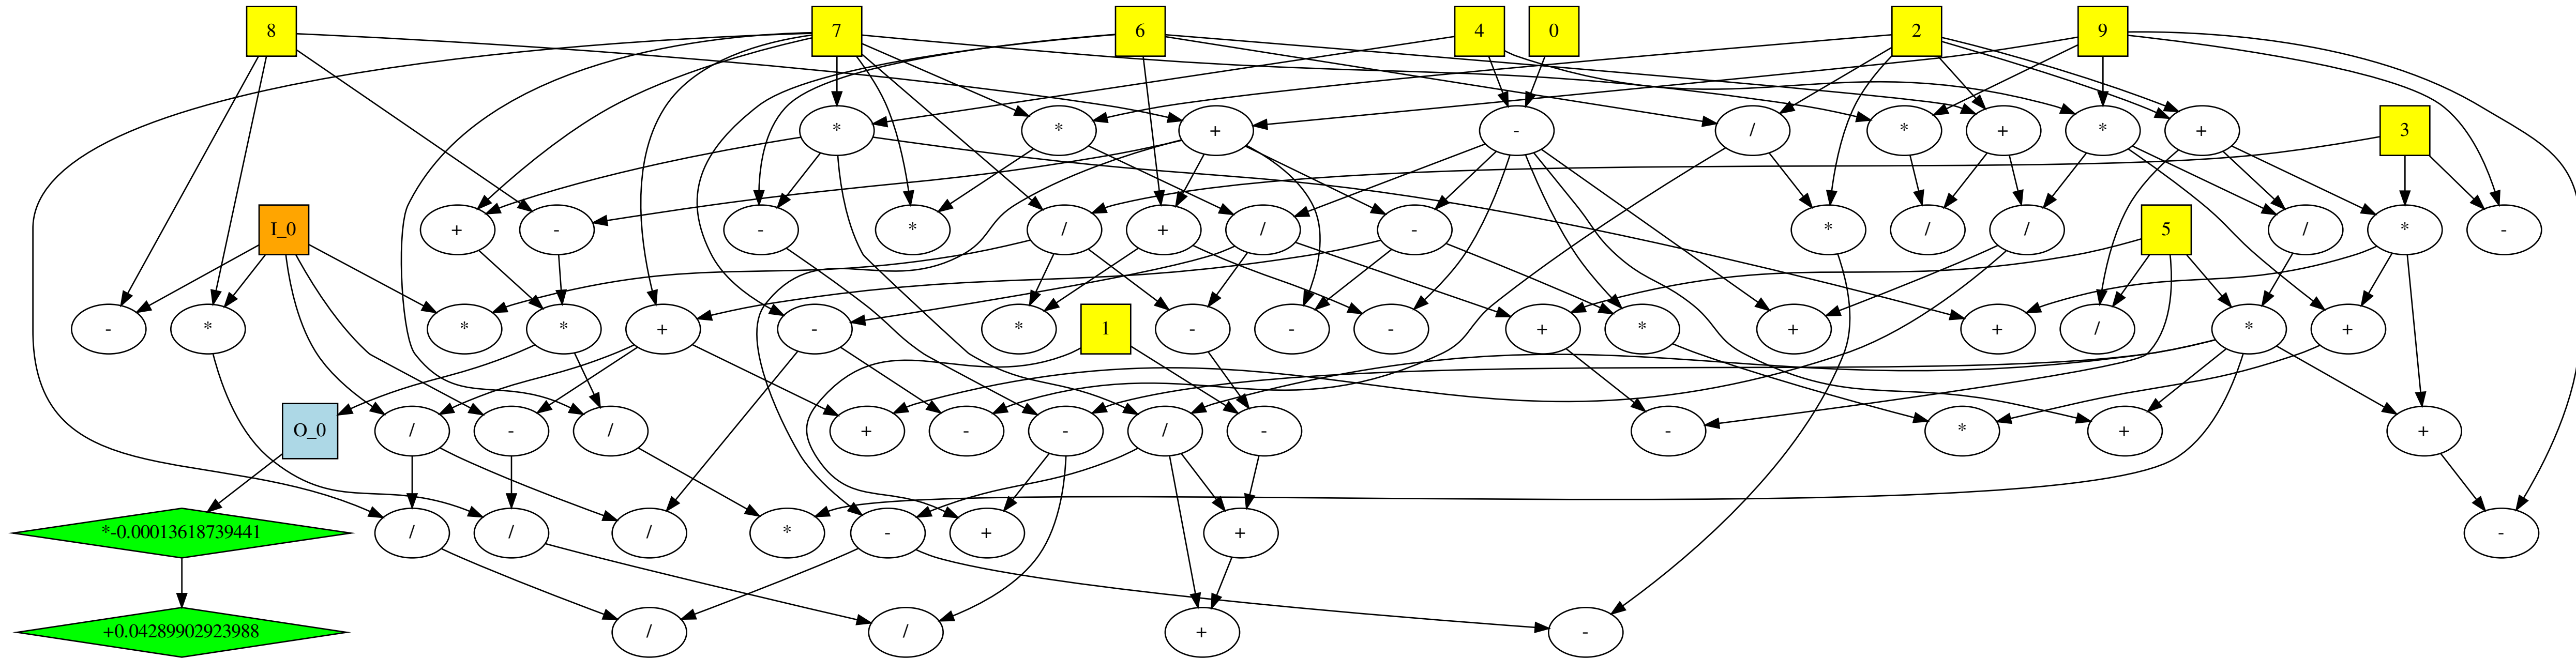 8 7 6 4 0 2 9
* * + - / * + * + 3
I_0 + - - * / + / - * / / 5 / * -
- * * * + - * 1 - - - + * + + / * +
O_0 / - / + - - / - - * + +
*-0.00013618739441 / / / * - + + -
+0.04289902923988 / / + -